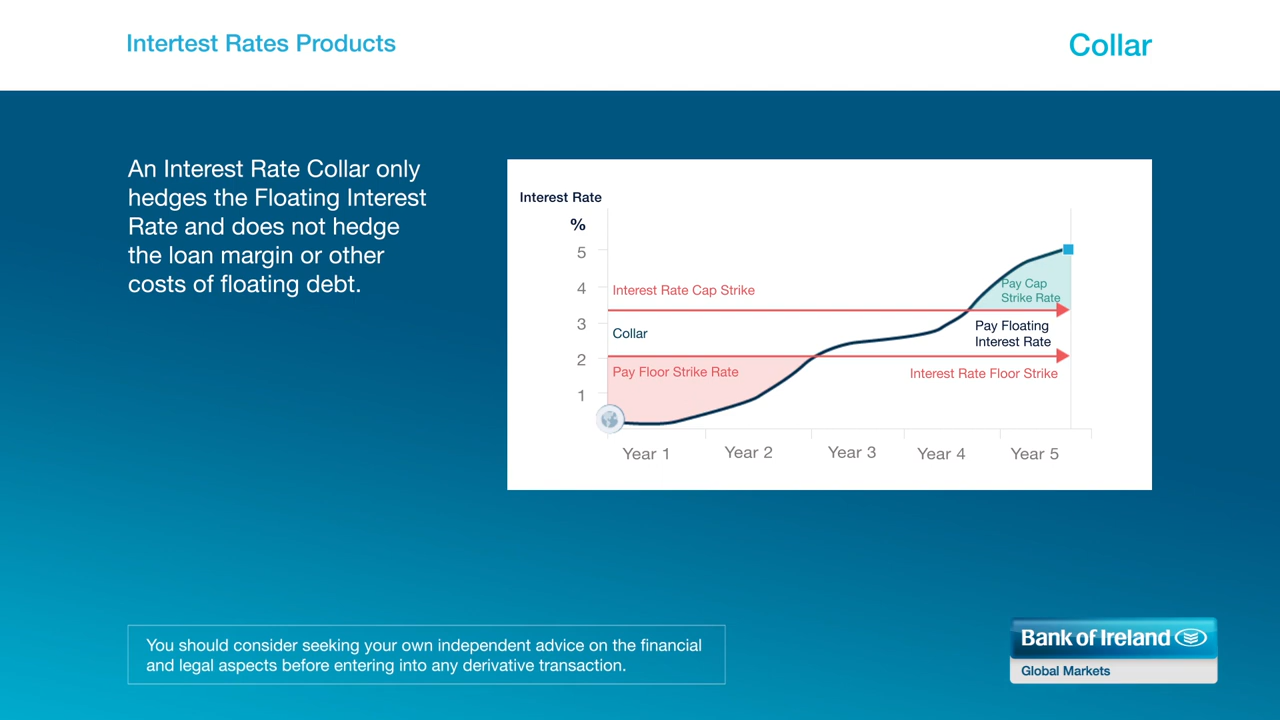 Intertest Rates Products
Collar
An Interest Rate Collar only
hedges the Floating Interest
Rate and does not hedge
the loan margin or other
costs of floating debt.
Interest Rate
%
5
4
3
2
1
Interest Rate Cap Strike
Collar
Pay Floor Strike Rate
Pay Cap
Strike Rate
Pay Floating
Interest Rate
Interest Rate Floor Strike
Year 1
Year 2
Year 3
Year 4
Year 5
You should consider seeking your own independent advice on the financial
and legal aspects before entering into any derivative transaction.
Bank of Ireland
Global Markets